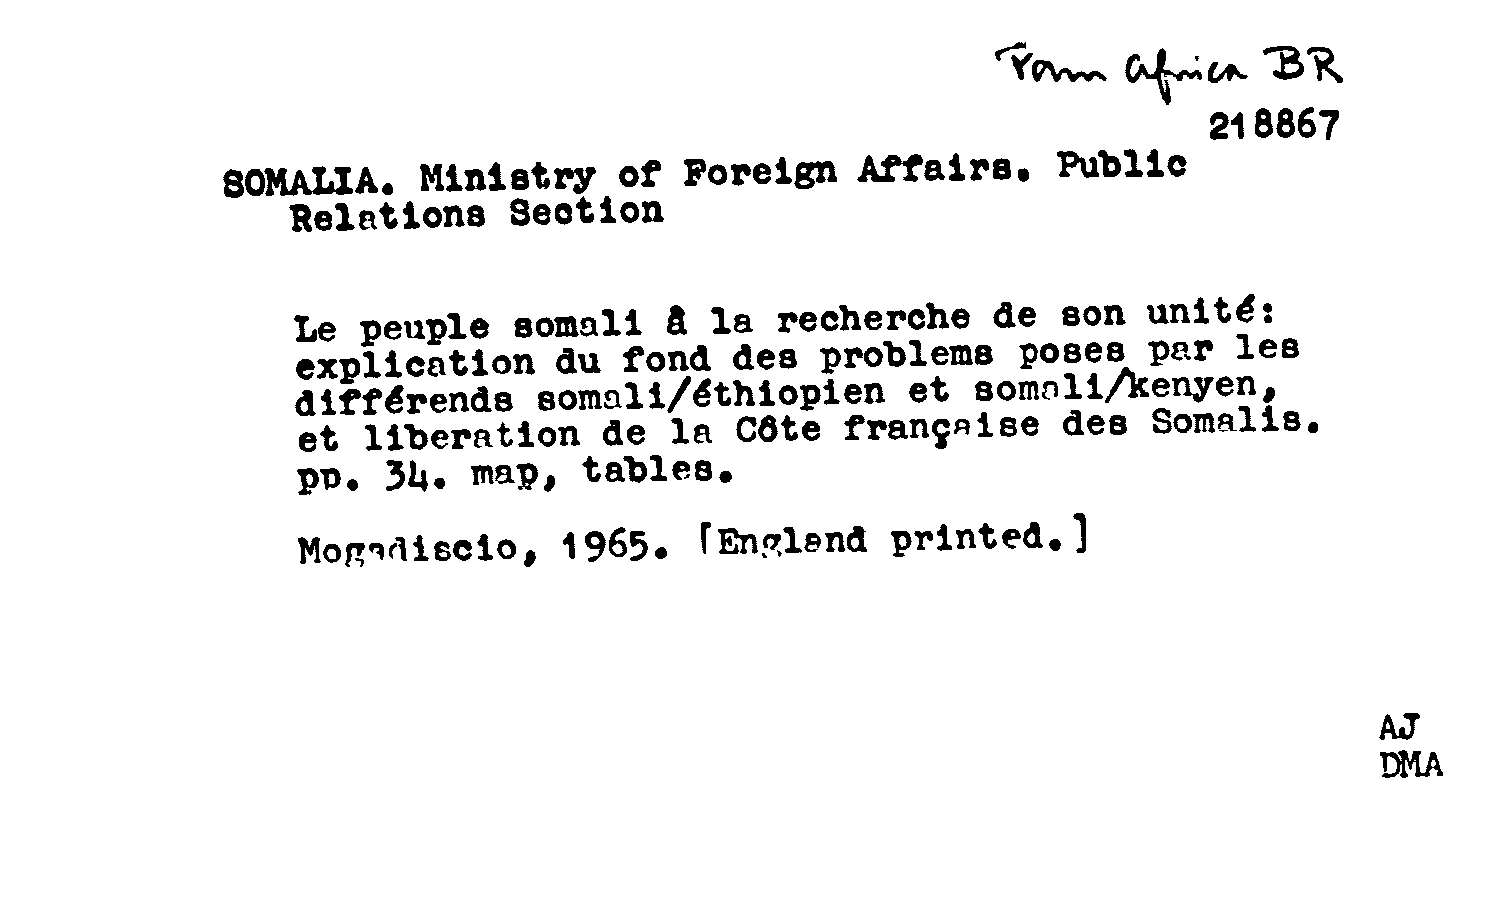 Pam Africa BR
218867
SOMALIA. Ministry of Foreign Affairs. Public
Relations Section
Le peuple somali â la recherche de son unité:
explication du fond des problems poses par les
différends somali/éthiopien et somali/kenyen,
et liberation de la Côte française des Somalis.
pp. 34. map, tables.
Mogadiscio, 1965. [England printed.]
AJ
DMA